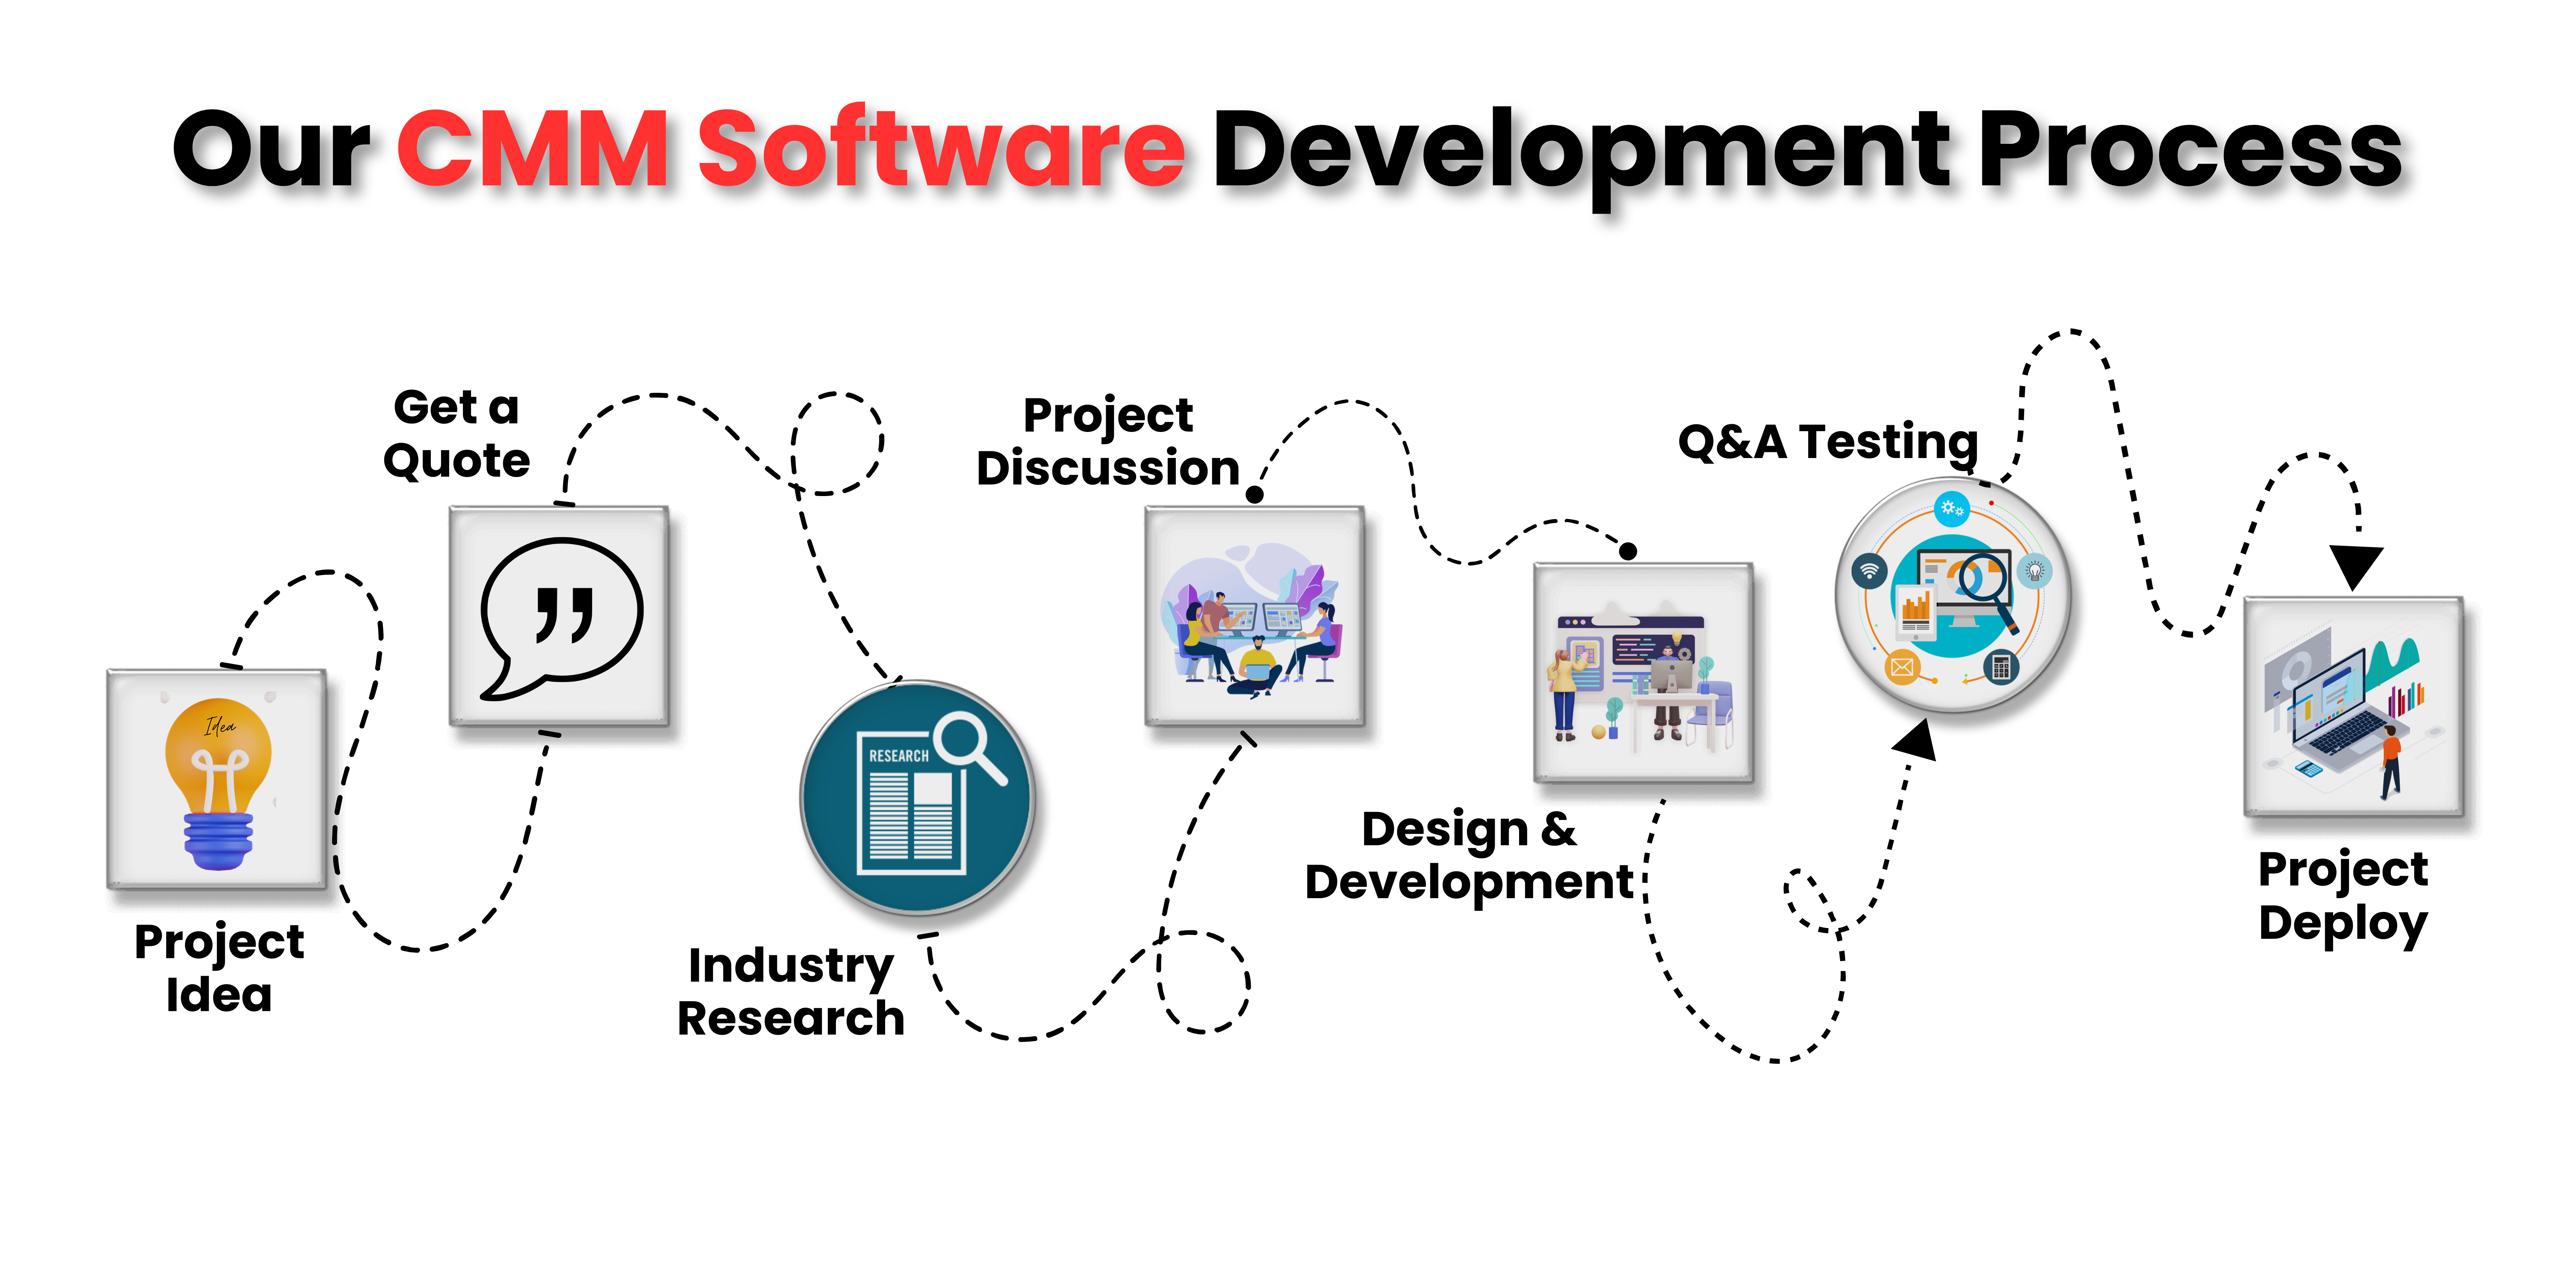 Our CMM Software Development Process
Project
Idea
Idea
Get a
Quote
RESEARCH
Industry
Research
Project
Discussion
Design &
Development
Q&A Testing
Project
Deploy